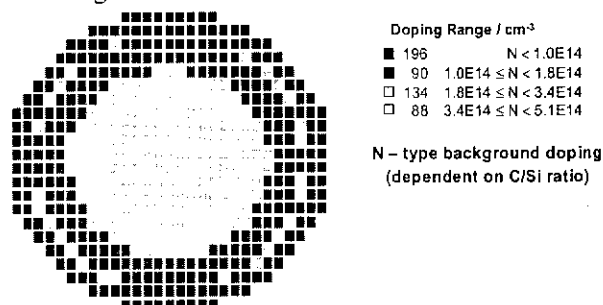 Doping Range / cm⁻³
196 N < 1.0E14
90 1.0E14 ≤ N < 1.8E14
134 1.8E14 ≤ N < 3.4E14
88 3.4E14 ≤ N < 5.1E14
N – type background doping
(dependent on C/Si ratio)